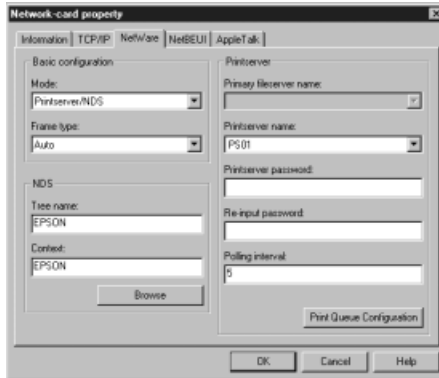 Network-card property
Information
TCP/IP
NetWare
NetBEUI
AppleTalk
Basic configuration
Mode:
Printserver/NDS
Frame type:
Auto
NDS
Tree name:
EPSON
Context:
EPSON
Browse
Printserver
Primary fileserver name:
Printserver name:
PS01
Printserver password:
Re-input password:
Polling interval:
5
Print Queue Configuration
OK
Cancel
Help